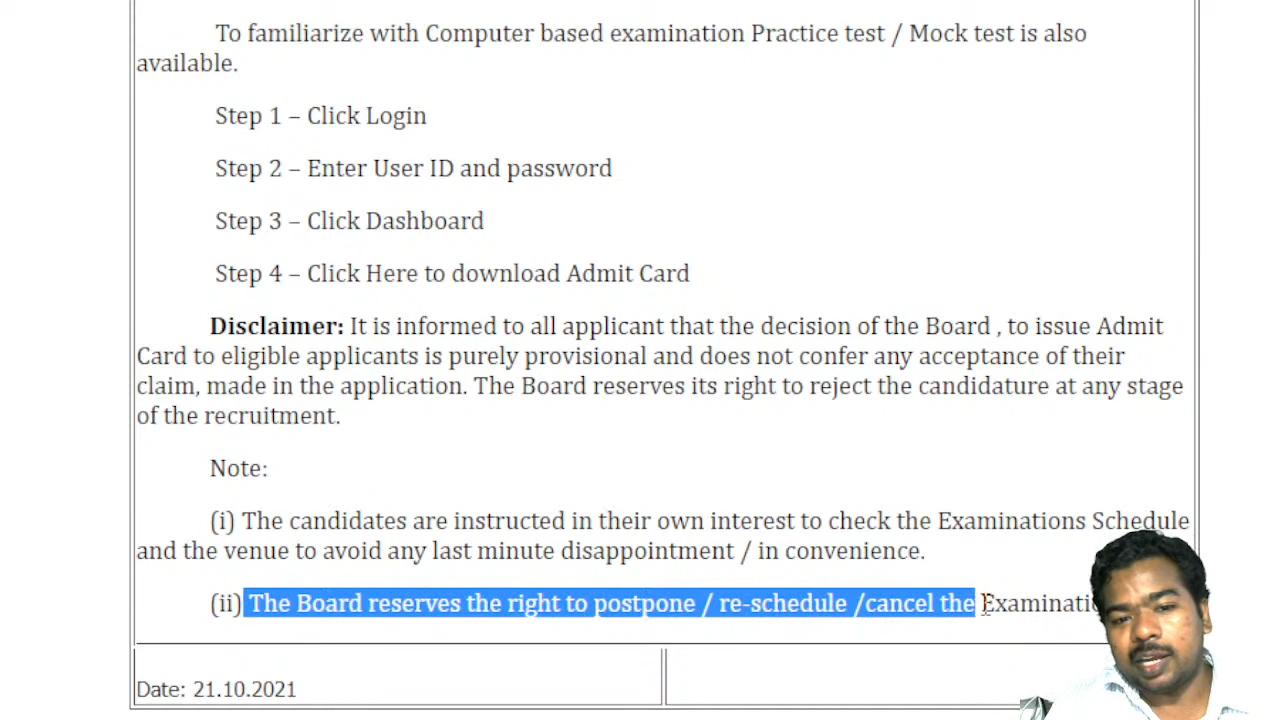 To familiarize with Computer based examination Practice test / Mock test is also
available.
Step 1 – Click Login
Step 2 – Enter User ID and password
Step 3 – Click Dashboard
Step 4 – Click Here to download Admit Card
Disclaimer: It is informed to all applicant that the decision of the Board , to issue Admit
Card to eligible applicants is purely provisional and does not confer any acceptance of their
claim, made in the application. The Board reserves its right to reject the candidature at any stage
of the recruitment.
Note:
(i) The candidates are instructed in their own interest to check the Examinations Schedule
and the venue to avoid any last minute disappointment / in convenience.
(ii) The Board reserves the right to postpone / re-schedule /cancel the
Date: 21.10.2021